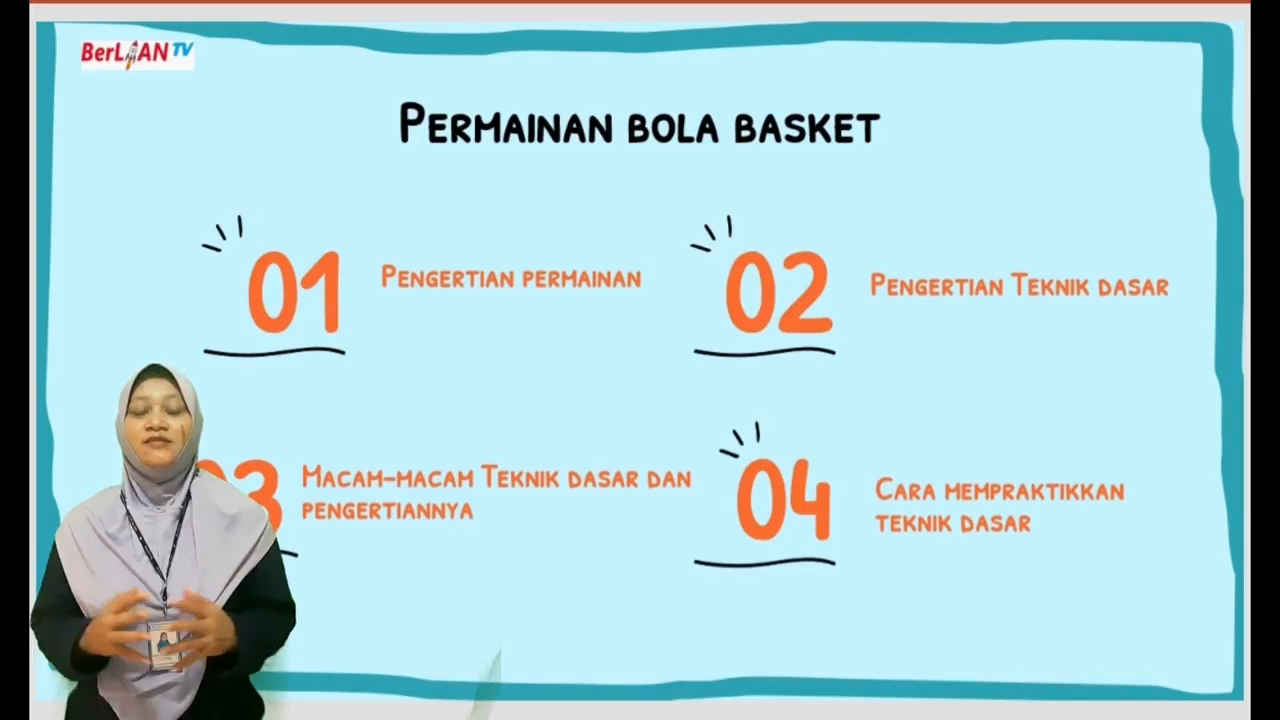 BerLIAN TV
PERMAINAN BOLA BASKET
01
PENGERTIAN PERMAINAN
02
PENGERTIAN TEKNIK DASAR
03
MACAM-MACAM TEKNIK DASAR DAN
PENGERTIANNYA
04
CARA MEMPRAKTIKKAN
TEKNIK DASAR